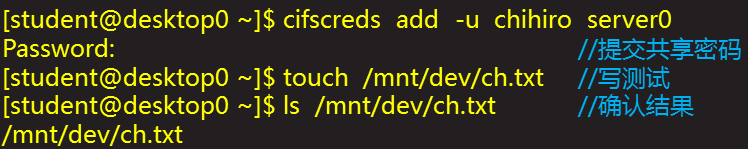 [student@desktop0 ~]$ cifscreds add -u chihiro server0
Password: //提交共享密码
[student@desktop0 ~]$ touch /mnt/dev/ch.txt //写测试
[student@desktop0 ~]$ ls /mnt/dev/ch.txt //确认结果
/mnt/dev/ch.txt